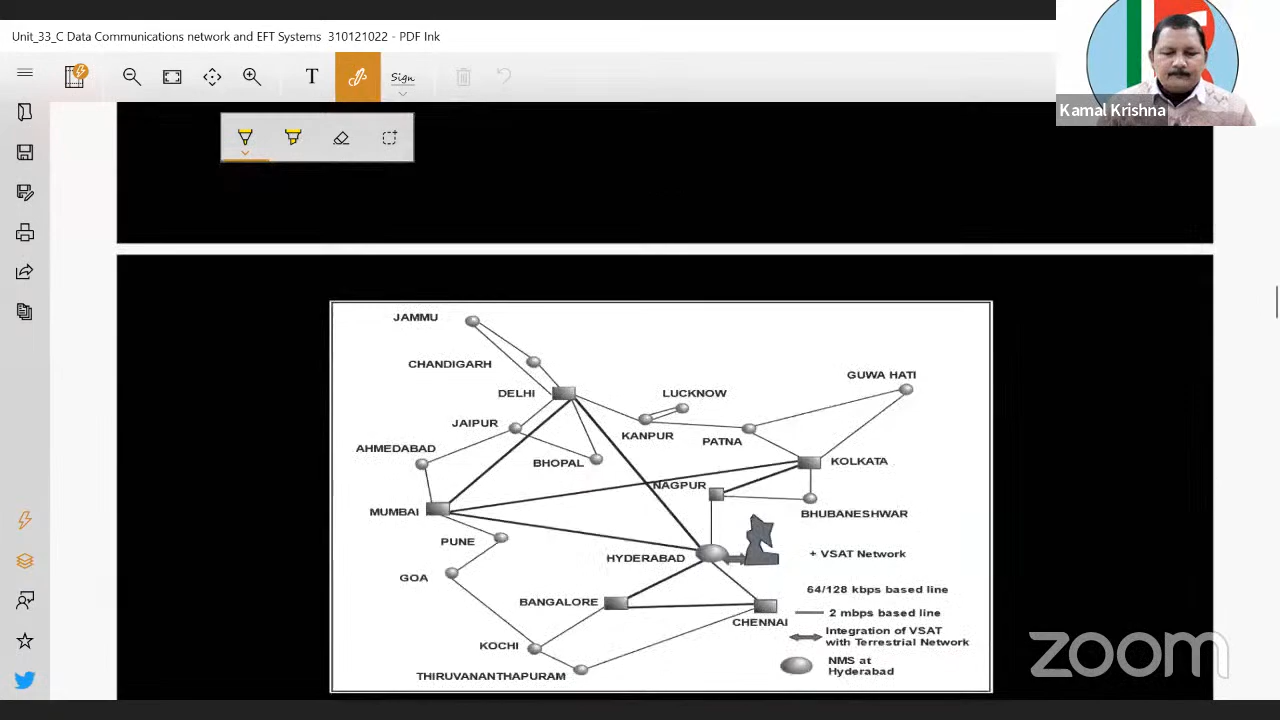 Unit_33_C Data Communications network and EFT Systems 310121022 - PDF Ink
T
Sign
Kamal Krishna
JAMMU
CHANDIGARH
GUWA HATI
DELHI
LUCKNOW
JAIPUR
KANPUR
PATNA
AHMEDABAD
BHOPAL
KOLKATA
NAGPUR
MUMBAI
BHUBANESHWAR
PUNE
HYDERABAD
+ VSAT Network
GOA
64/128 kbps based line
BANGALORE
2 mbps based line
CHENNAI
Integration of VSAT
with Terrestrial Network
KOCHI
NMS at
Hyderabad
THIRUVANANTHAPURAM
zoom